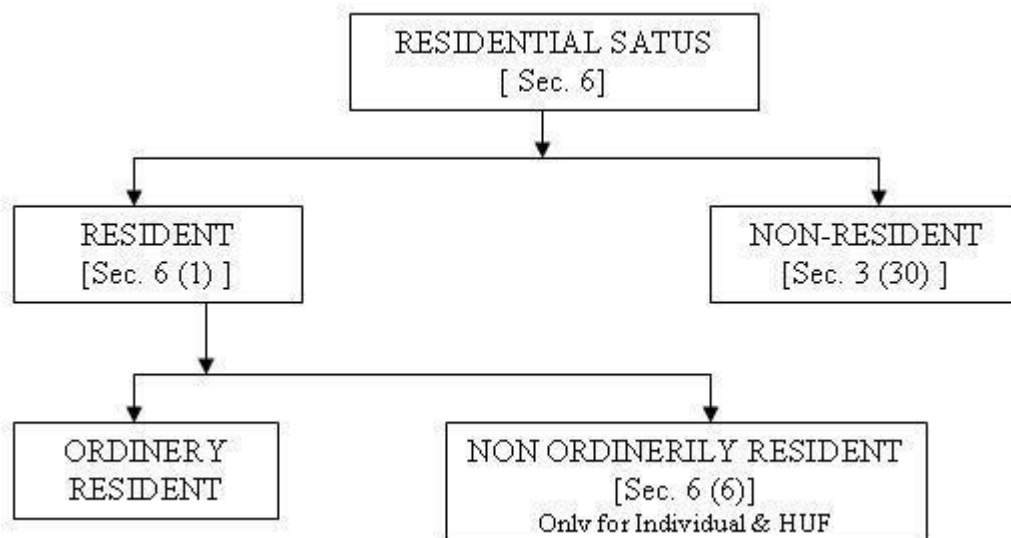 RESIDENTIAL SATUS
[ Sec. 6]
RESIDENT
[Sec. 6 (1) ]
NON-RESIDENT
[Sec. 3 (30) ]
ORDINERY
RESIDENT
NON ORDINERILY RESIDENT
[Sec. 6 (6)]
Only for Individual & HUF